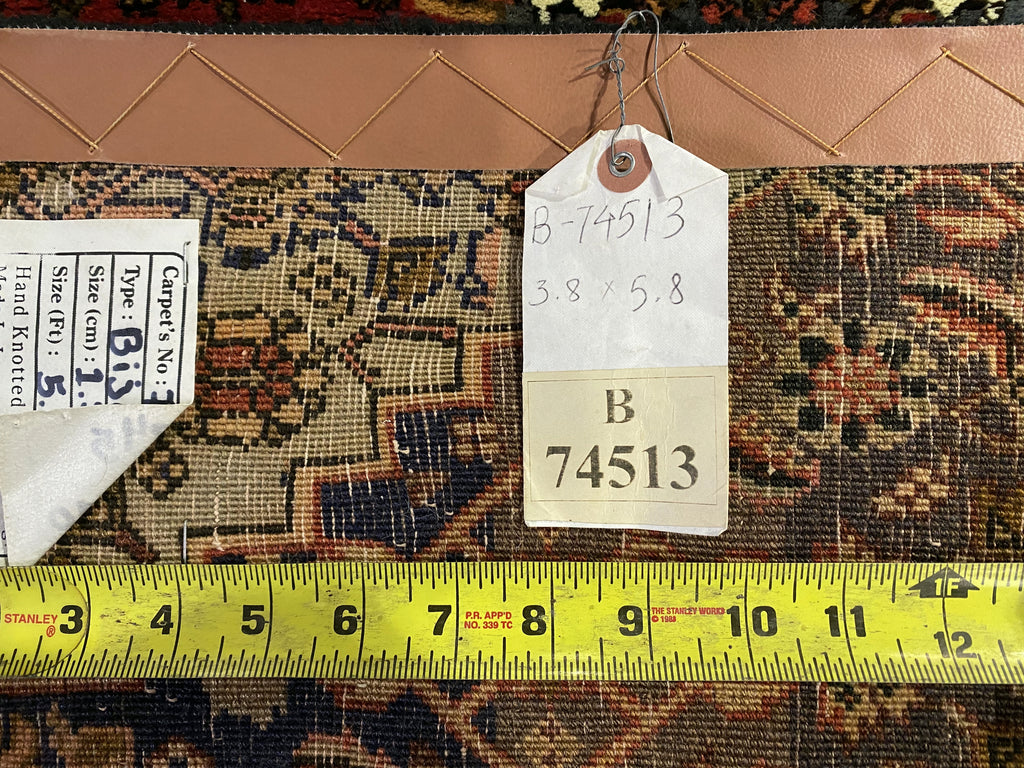 B-74513
3.8 x 5.8
B
74513
Carpet's No :
Type : Bij
Size (cm) : 1.
Size (Ft) : 5.
Hand Knotted
STANLEY ®
3 4 5 6 7 8 9 10 11 12
P.R. APP'D
NO. 339 TC
THE STANLEY WORKS
© 1988
1F